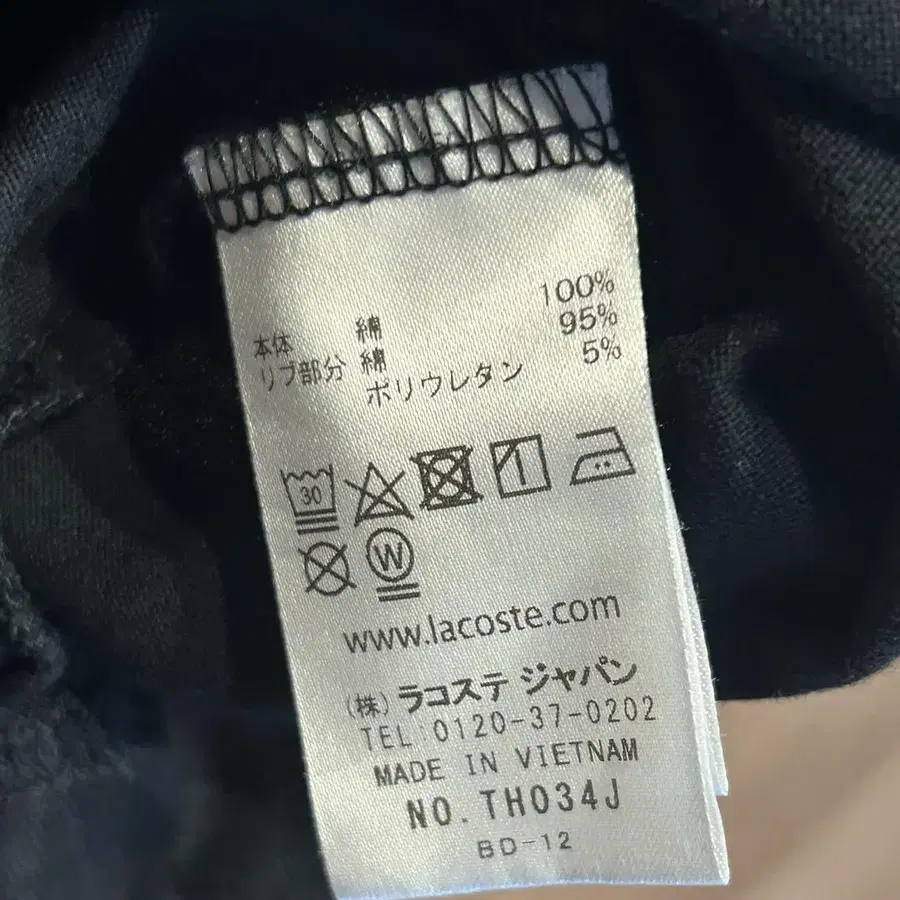 本体 綿 100%
リブ部分 綿 95%
ポリウレタン 5%
30
W
www.lacoste.com
(株) ラコステ ジャパン
TEL:0120-37-0202
MADE IN VIETNAM
NO.TH034J
BD-12